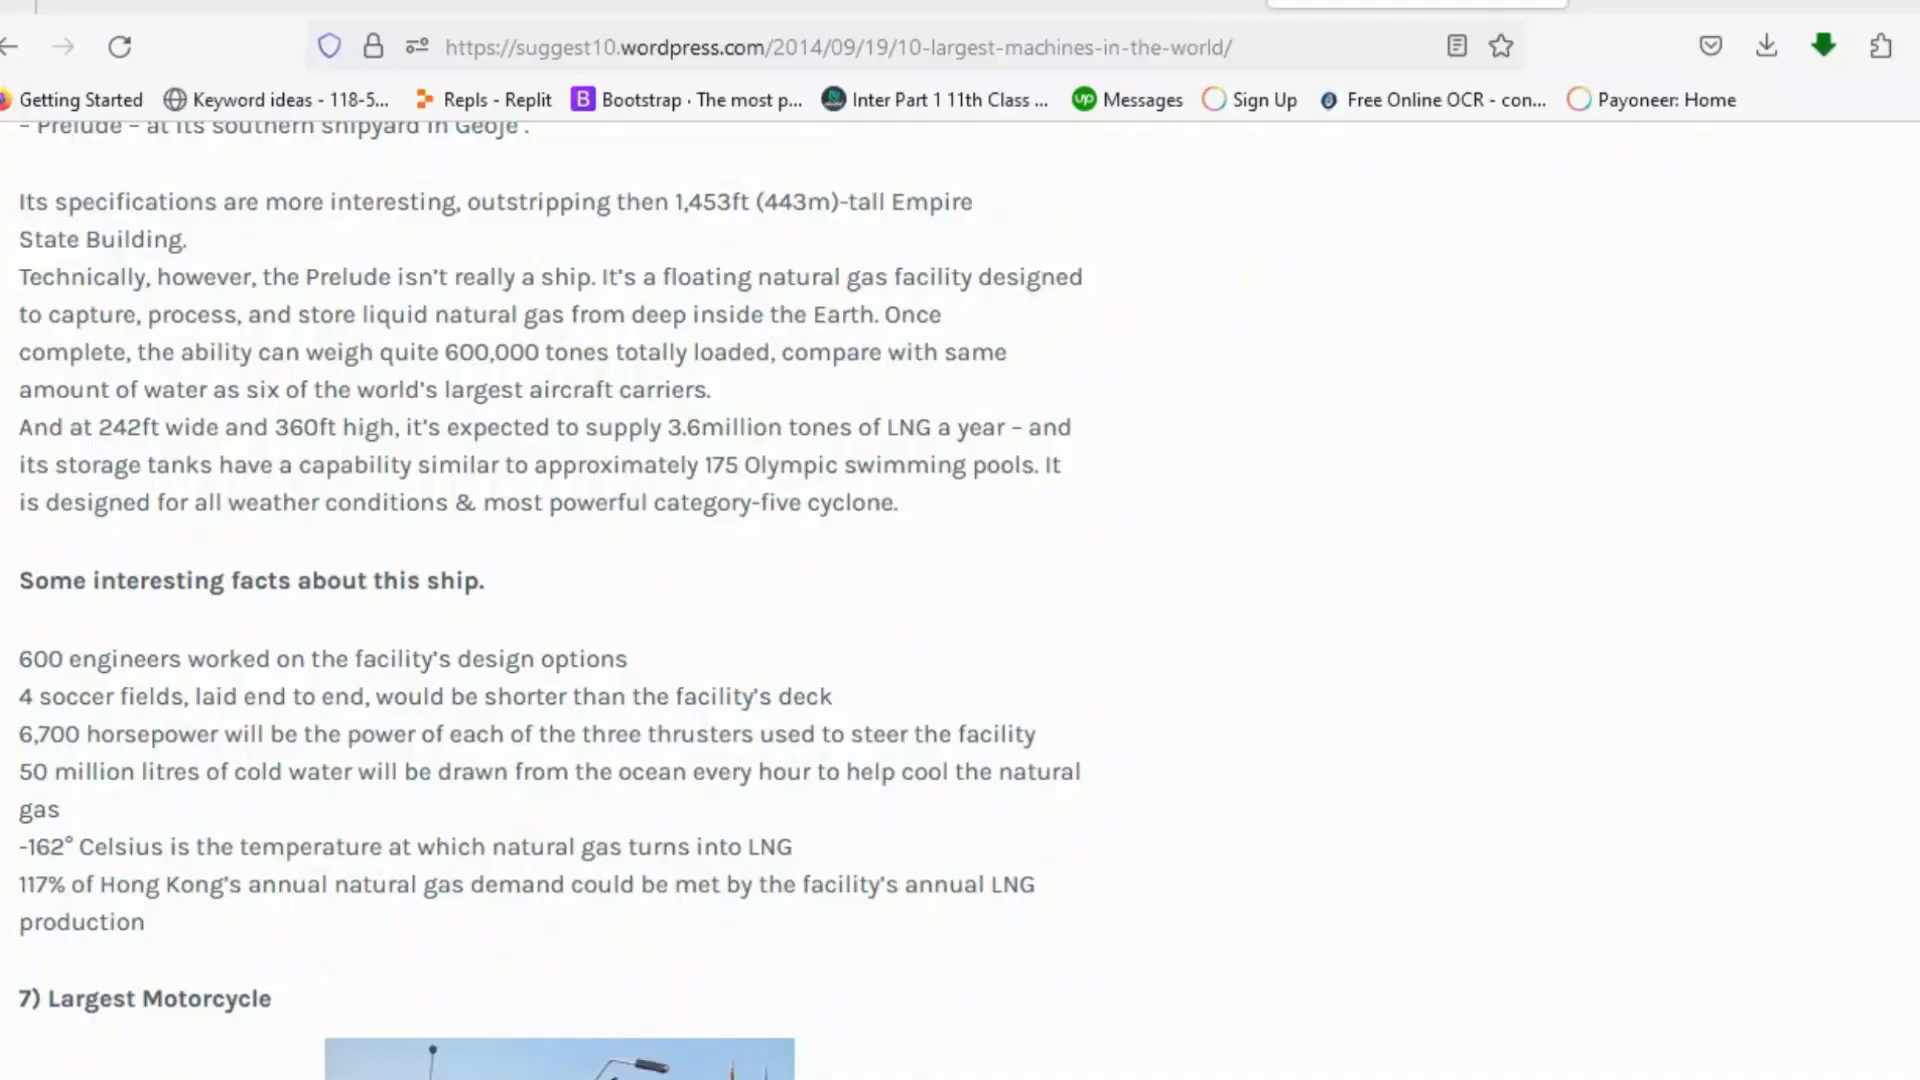 https://suggest10.wordpress.com/2014/09/19/10-largest-machines-in-the-world/
Getting Started Keyword ideas - 118-5... Repls - Replit B Bootstrap · The most p... Inter Part 1 11th Class ... up Messages Sign Up Free Online OCR - con... Payoneer: Home
– Prelude – at its southern shipyard in Geoje .
Its specifications are more interesting, outstripping then 1,453ft (443m)-tall Empire
State Building.
Technically, however, the Prelude isn't really a ship. It's a floating natural gas facility designed
to capture, process, and store liquid natural gas from deep inside the Earth. Once
complete, the ability can weigh quite 600,000 tones totally loaded, compare with same
amount of water as six of the world's largest aircraft carriers.
And at 242ft wide and 360ft high, it's expected to supply 3.6million tones of LNG a year – and
its storage tanks have a capability similar to approximately 175 Olympic swimming pools. It
is designed for all weather conditions & most powerful category-five cyclone.
Some interesting facts about this ship.
600 engineers worked on the facility's design options
4 soccer fields, laid end to end, would be shorter than the facility's deck
6,700 horsepower will be the power of each of the three thrusters used to steer the facility
50 million litres of cold water will be drawn from the ocean every hour to help cool the natural
gas
-162° Celsius is the temperature at which natural gas turns into LNG
117% of Hong Kong's annual natural gas demand could be met by the facility's annual LNG
production
7) Largest Motorcycle